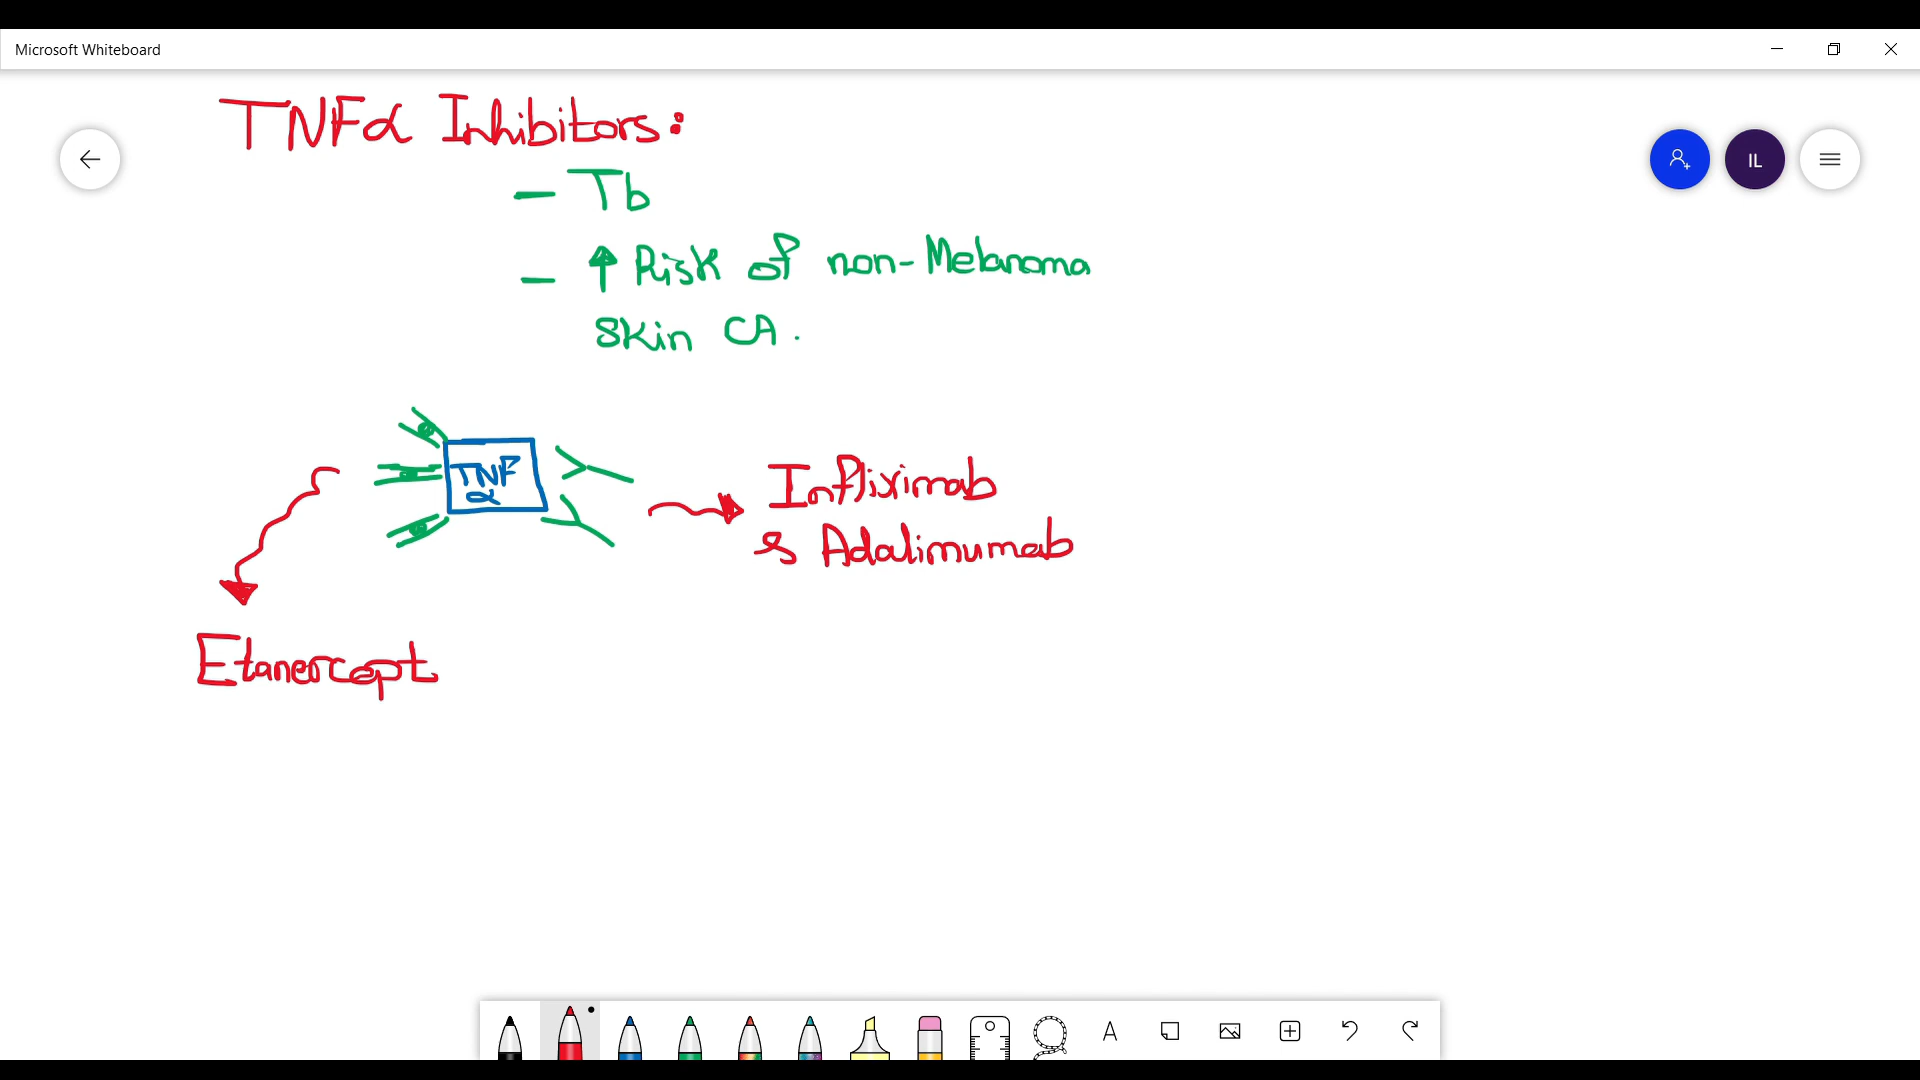 Microsoft Whiteboard
TNFα Inhibitors:
IL
- Tb
- ↑ Risk of non-Melanoma
Skin CA.
TNF
α
Infliximab
& Adalimumab
Etanercept
A